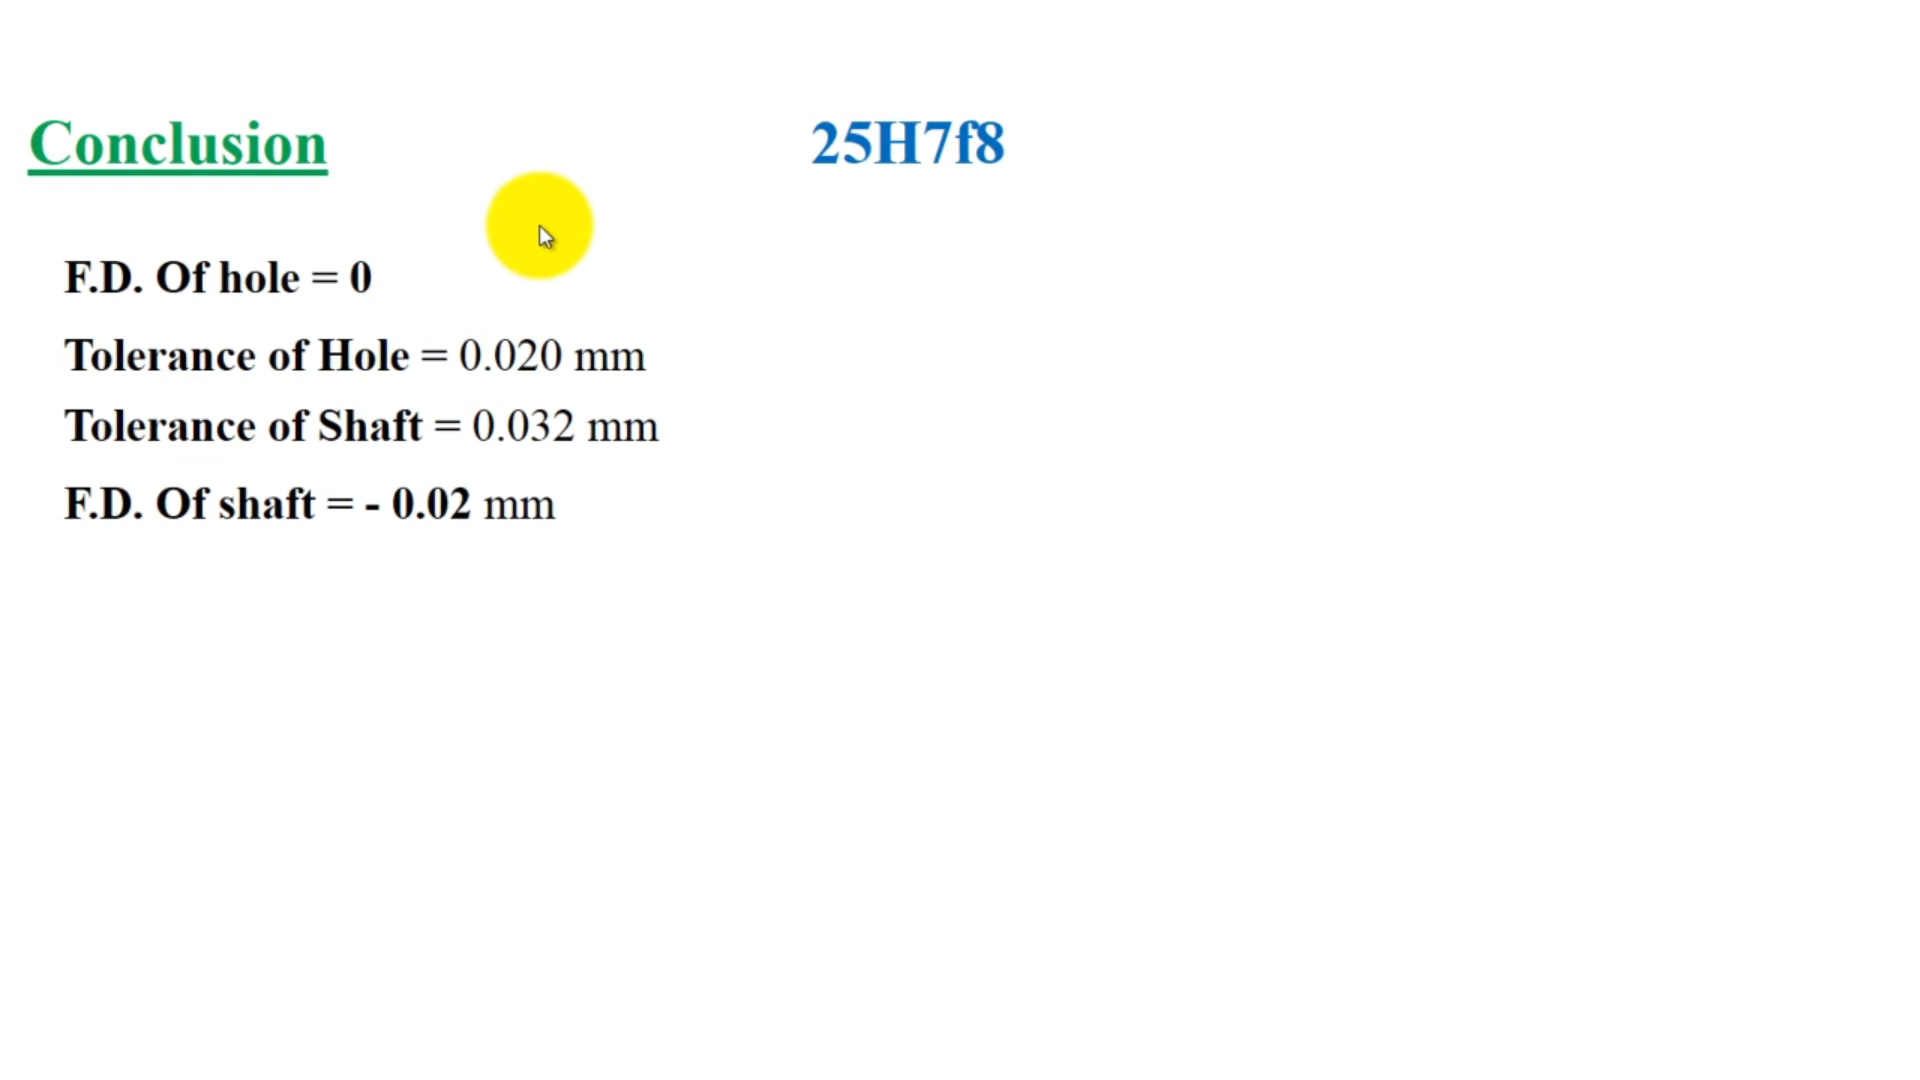 Conclusion
25H7f8
F.D. Of hole = 0
Tolerance of Hole = 0.020 mm
Tolerance of Shaft = 0.032 mm
F.D. Of shaft = - 0.02 mm